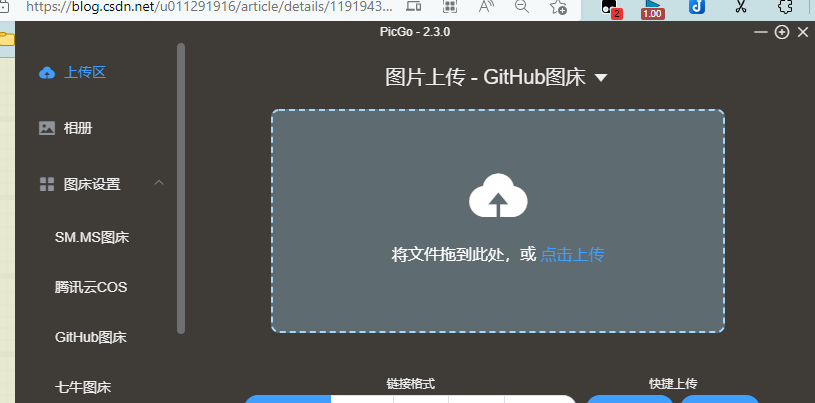 https://blog.csdn.net/u011291916/article/details/1191943...
2
1.00
PicGo - 2.3.0
上传区
图片上传 - GitHub图床
相册
图床设置
SM.MS图床
将文件拖到此处，或 点击上传
腾讯云COS
GitHub图床
七牛图床
链接格式
快捷上传